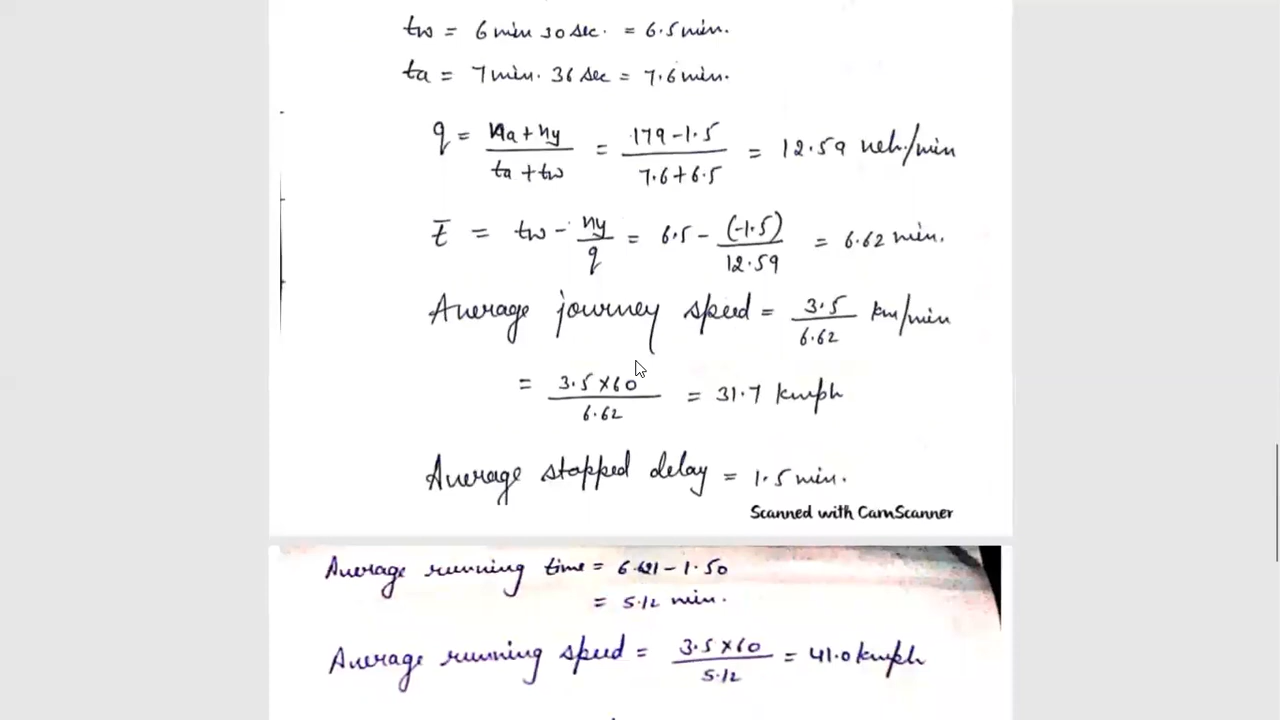 tw = 6 min 30 sec. = 6.5 min.
ta = 7 min. 36 sec = 7.6 min.
q = (na + ny) / (ta + tw) = (179 - 1.5) / (7.6 + 6.5) = 12.59 veh./min
t̄ = tw - ny/q = 6.5 - (-1.5)/12.59 = 6.62 min.
Average journey speed = 3.5/6.62 km/min
= (3.5 × 60)/6.62 = 31.7 kmph
Average stopped delay = 1.5 min.
Scanned with CamScanner
Average running time = - 1.50
= 5.12 min.
Average running speed = (3.5 × 60)/5.12 = 41.0 kmph